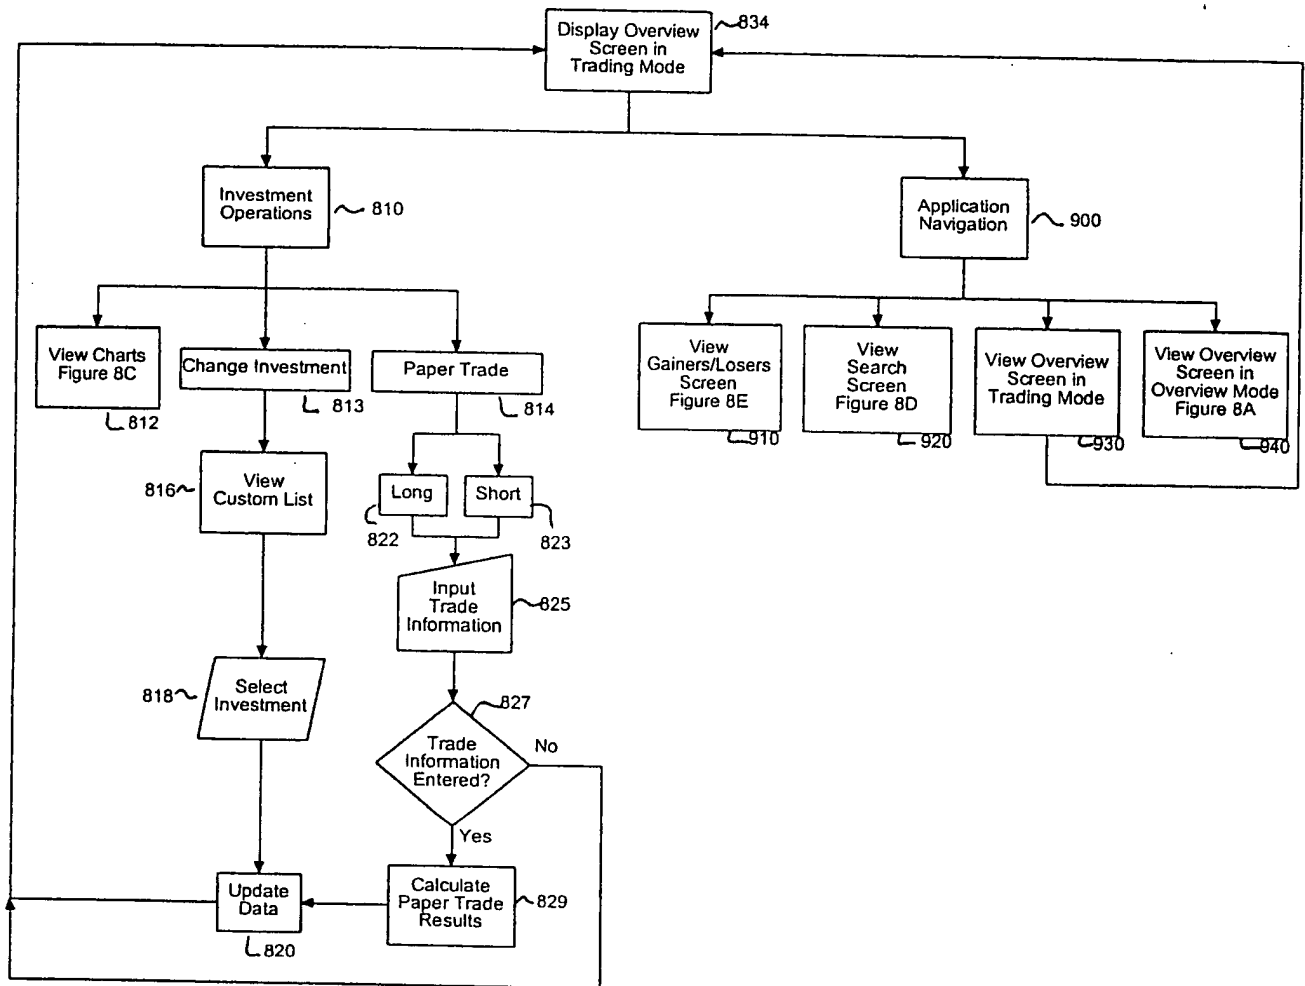 Display Overview
Screen in
Trading Mode
834
Investment
Operations
810
Application
Navigation
900
View Charts
Figure 8C
812
Change Investment
813
Paper Trade
814
View
Gainers/Losers
Screen
Figure 8E
910
View
Search
Screen
Figure 8D
920
View Overview
Screen in
Trading Mode
930
View Overview
Screen in
Overview Mode
Figure 8A
940
816
View
Custom List
Long
822
Short
823
Input
Trade
Information
825
818
Select
Investment
827
Trade
Information
Entered?
No
Yes
Update
Data
820
Calculate
Paper Trade
Results
829